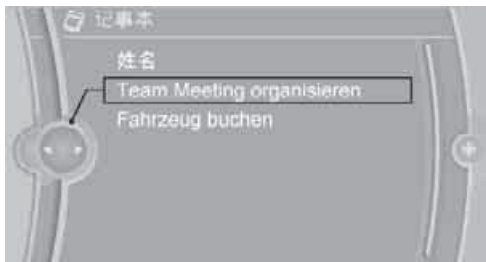 记事本
姓名
Team Meeting organisieren
Fahrzeug buchen